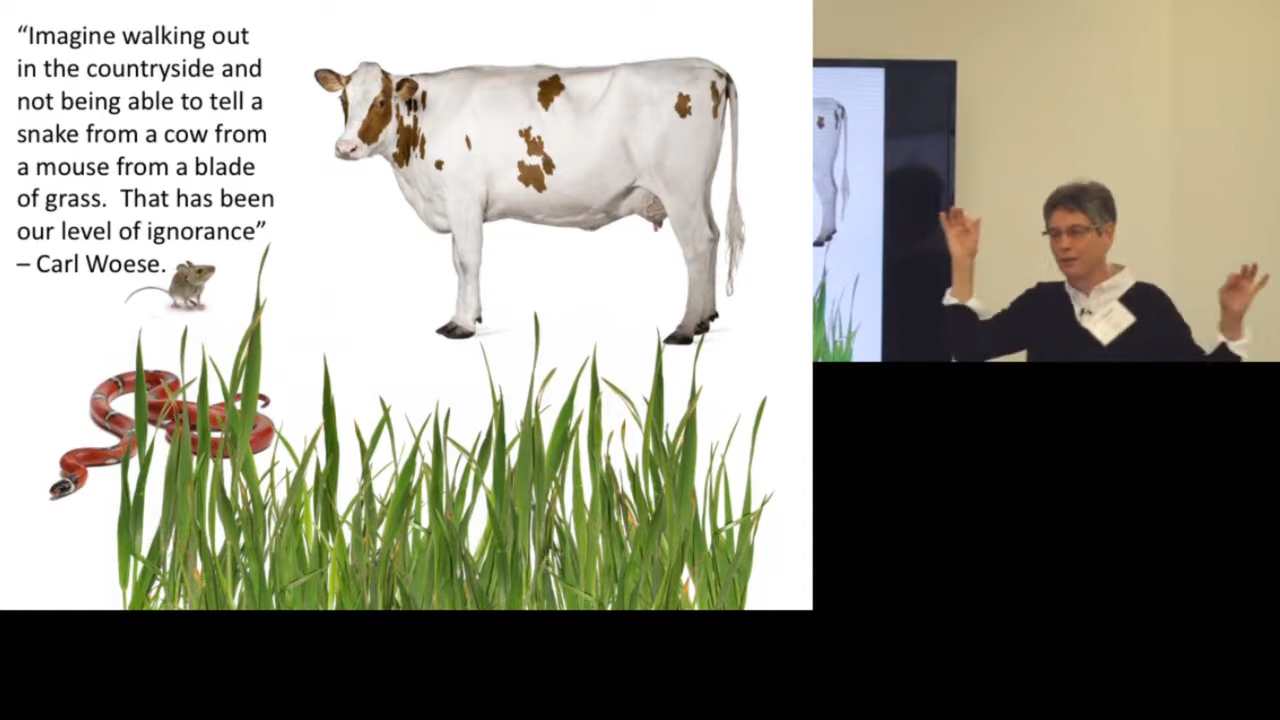 “Imagine walking out
in the countryside and
not being able to tell a
snake from a cow from
a mouse from a blade
of grass.  That has been
our level of ignorance”
– Carl Woese.